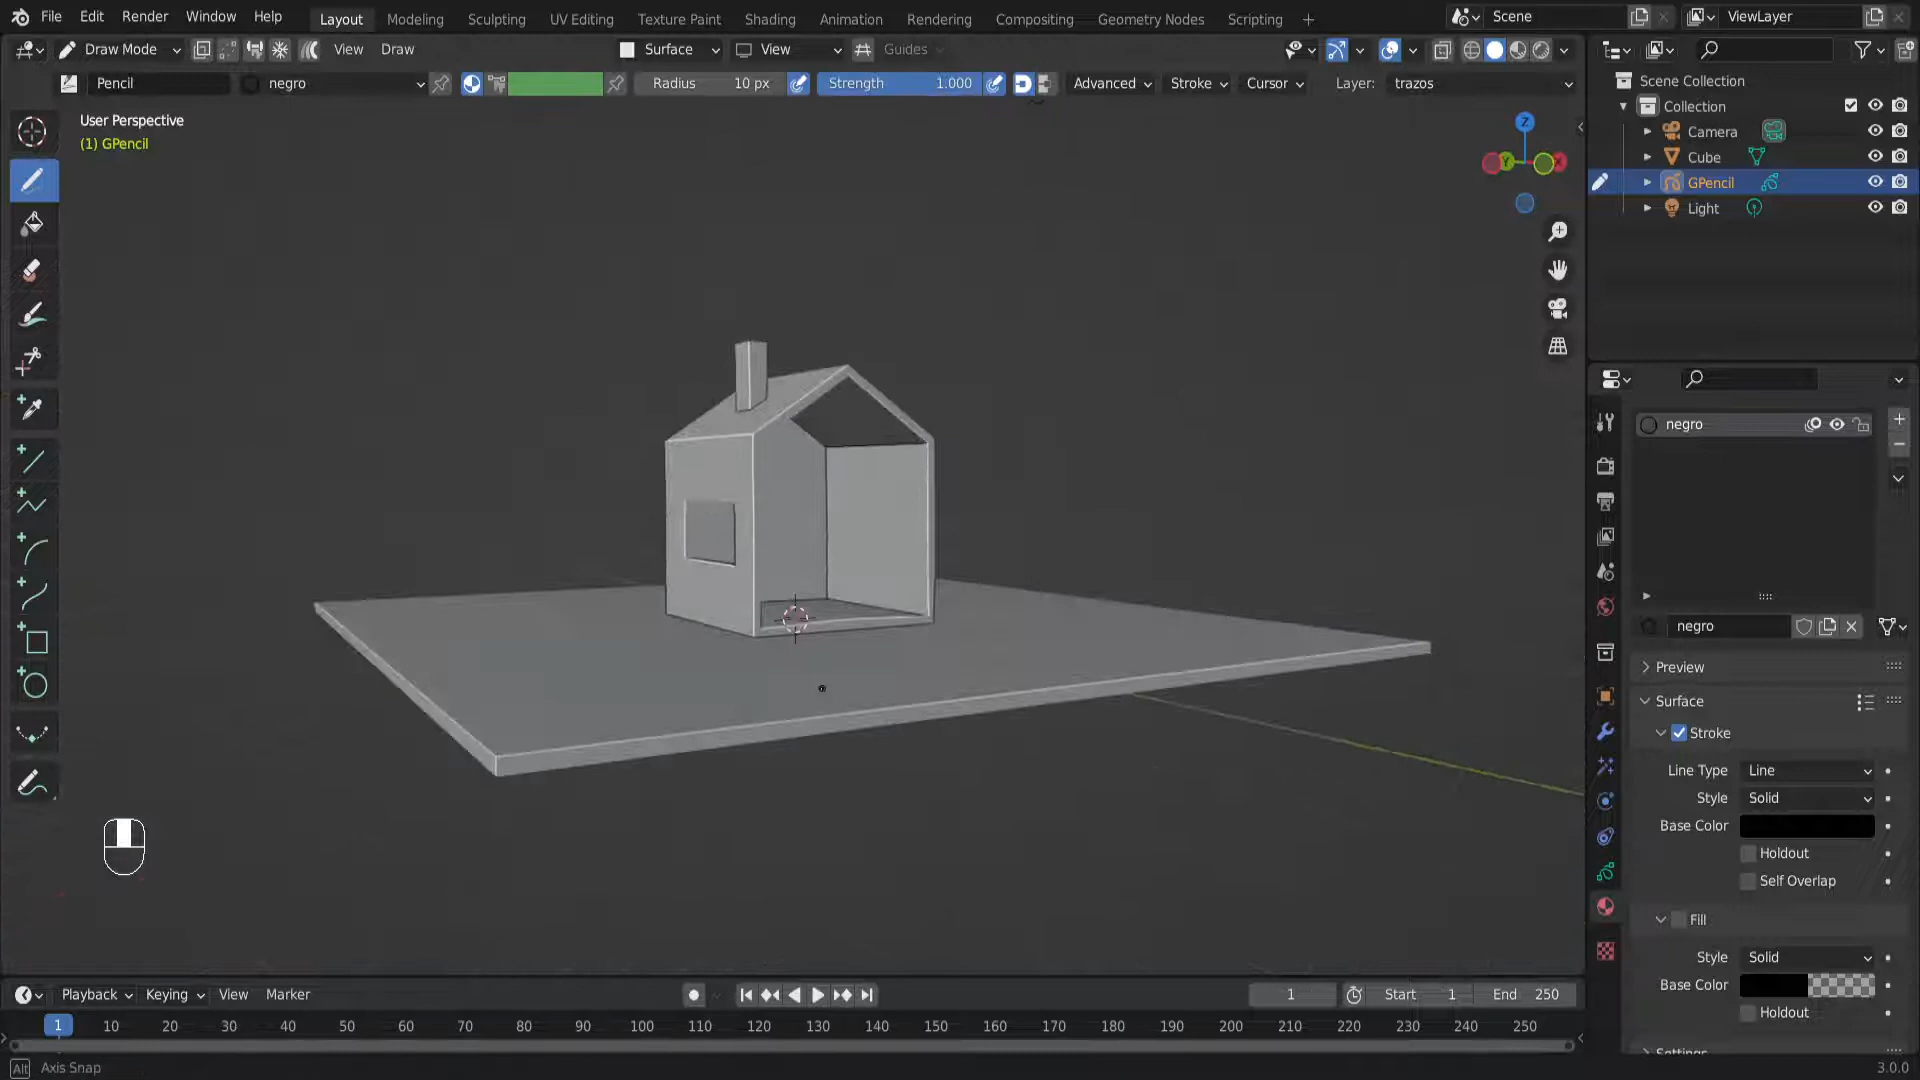 File Edit Render Window Help Layout Modeling Sculpting UV Editing Texture Paint Shading Animation Rendering Compositing Geometry Nodes Scripting + Scene ViewLayer
Draw Mode View Draw Surface View Guides
Pencil negro Radius 10 px Strength 1.000 Advanced Stroke Cursor Layer: trazos
User Perspective
(1) GPencil
Z
Y
X
Scene Collection
Collection
Camera
Cube
GPencil
Light
negro
negro
Preview
Surface
Stroke
Line Type Line
Style Solid
Base Color
Holdout
Self Overlap
Fill
Style Solid
Base Color
Holdout
Settings
Playback Keying View Marker 1 Start 1 End 250
1 10 20 30 40 50 60 70 80 90 100 110 120 130 140 150 160 170 180 190 200 210 220 230 240 250
Alt Axis Snap 3.0.0